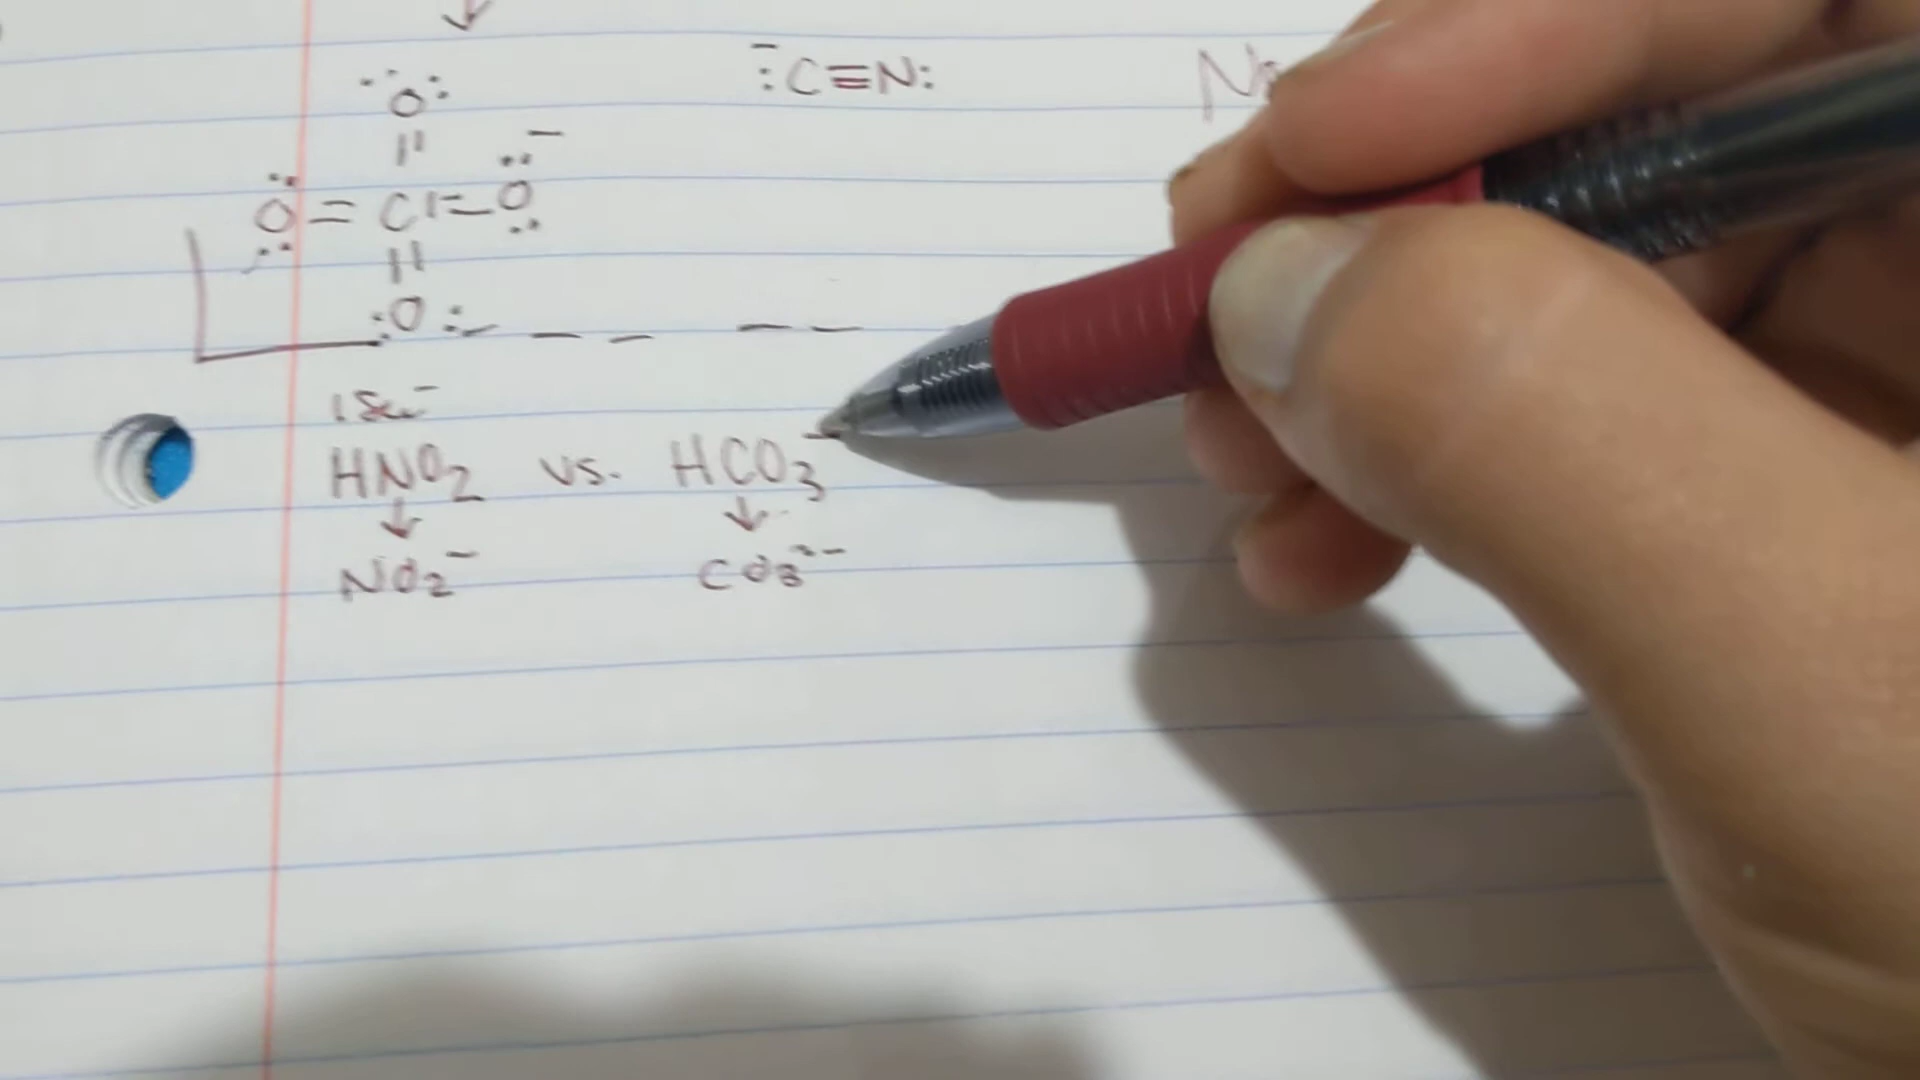 :C̄≡N:
Ö:
||
Ö=Cl=Ö⁻
||
:O:
HNO₂ vs. HCO₃⁻
↓ ↓
NO₂⁻ CO₃²⁻